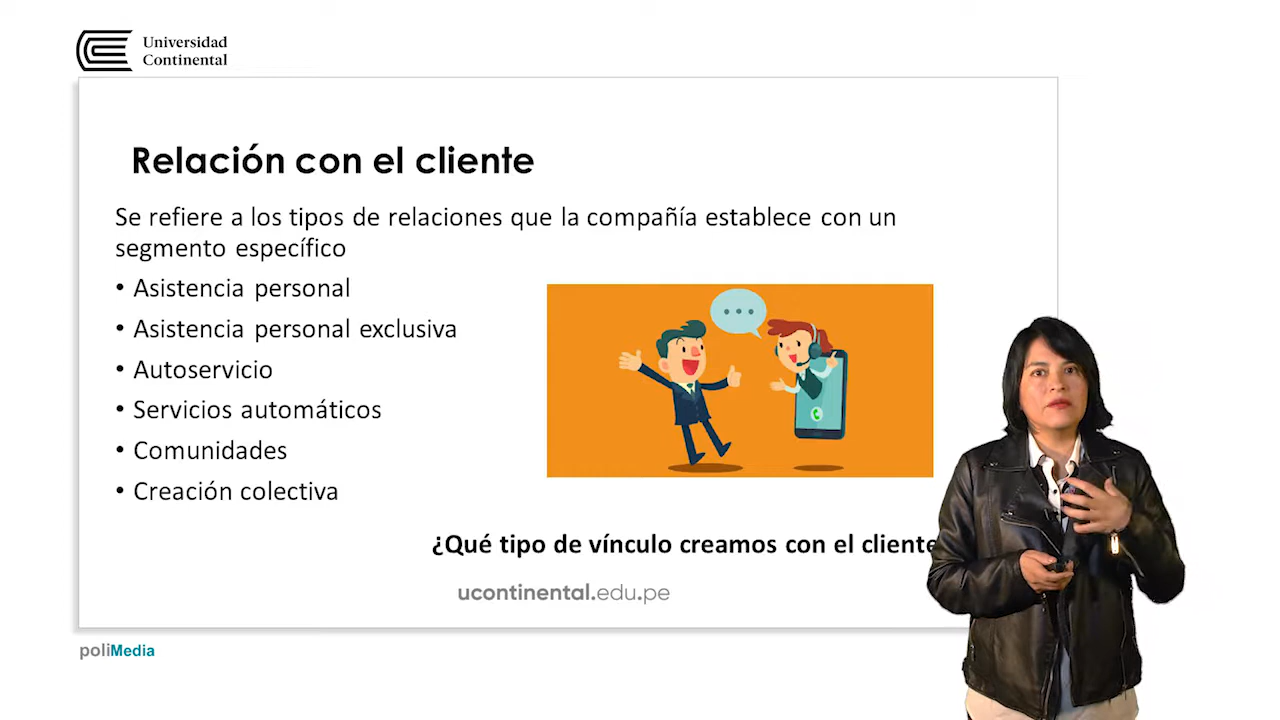 Universidad
Continental
Relación con el cliente
Se refiere a los tipos de relaciones que la compañía establece con un
segmento específico
• Asistencia personal
• Asistencia personal exclusiva
• Autoservicio
• Servicios automáticos
• Comunidades
• Creación colectiva
¿Qué tipo de vínculo creamos con el cliente
ucontinental.edu.pe
poliMedia